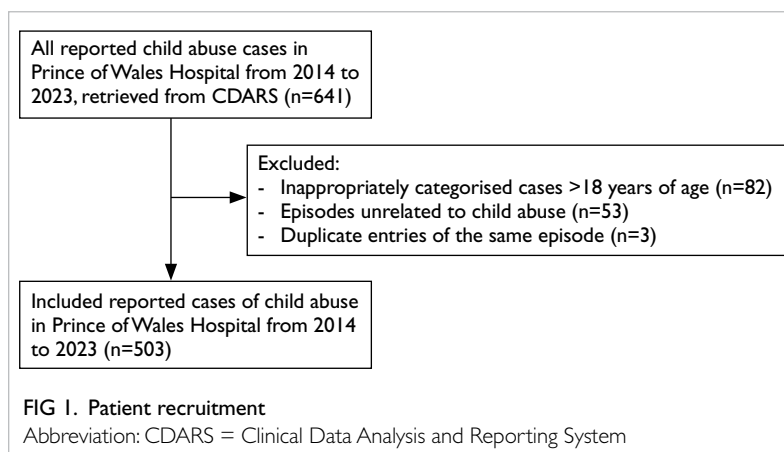 All reported child abuse cases in
Prince of Wales Hospital from 2014 to
2023, retrieved from CDARS (n=641)
Excluded:
- Inappropriately categorised cases >18 years of age (n=82)
- Episodes unrelated to child abuse (n=53)
- Duplicate entries of the same episode (n=3)
Included reported cases of child abuse
in Prince of Wales Hospital from 2014
to 2023 (n=503)
FIG 1. Patient recruitment
Abbreviation: CDARS = Clinical Data Analysis and Reporting System